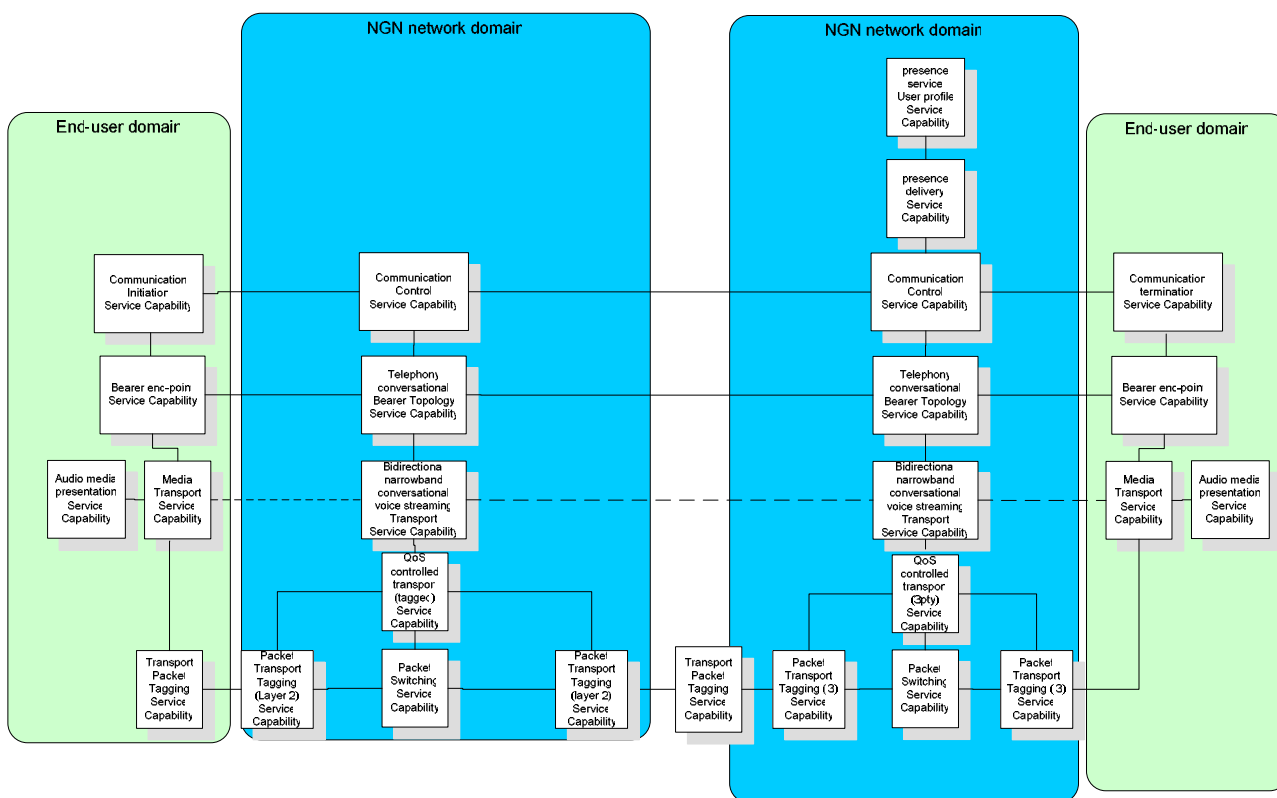 NGN network domain
NGN network domain
End-user domain
End-user domain
presence
service
User profile
Service
Capability
presence
delivery
Service
Capability
Communication
Initiation
Service Capability
Communication
Control
Service Capability
Communication
Control
Service Capability
Communication
termination
Service Capability
Bearer enc-poin
Service Capability
Telephony
conversational
Bearer Topology
Service Capability
Telephony
conversational
Bearer Topology
Service Capability
Bearer enc-poin
Service Capability
Audio media
presentation
Service
Capability
Media
Transport
Service
Capability
Bidirectiona
narrowband
conversational
voice streaming
Transport
Service Capability
Bidirectiona
narrowband
conversational
voice streaming
Transport
Service Capability
Media
Transport
Service
Capability
Audio media
presentation
Service
Capability
QoS
controlled
transport
(tagged)
Service
Capability
QoS
controlled
transport
(3pty)
Service
Capability
Transport
Packet
Tagging
Service
Capability
Packet
Transport
Tagging
(Layer 2)
Service
Capability
Packet
Switching
Service
Capability
Packet
Transport
Tagging
(layer 2)
Service
Capability
Transport
Packet
Tagging
Service
Capability
Packet
Transport
Tagging (3)
Service
Capability
Packet
Switching
Service
Capability
Packet
Transport
Tagging (3)
Service
Capability